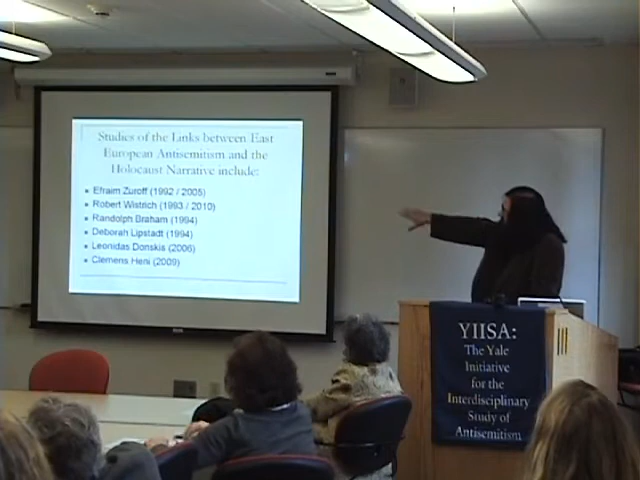 Studies of the Links between East
European Antisemitism and the
Holocaust Narrative include:
Efraim Zuroff (1992 / 2005)
Robert Wistrich (1993 / 2010)
Randolph Braham (1994)
Deborah Lipstadt (1994)
Leonidas Donskis (2006)
Clemens Heni (2009)
YIISA:
The Yale
Initiative
for the
Interdisciplinary
Study of
Antisemitism